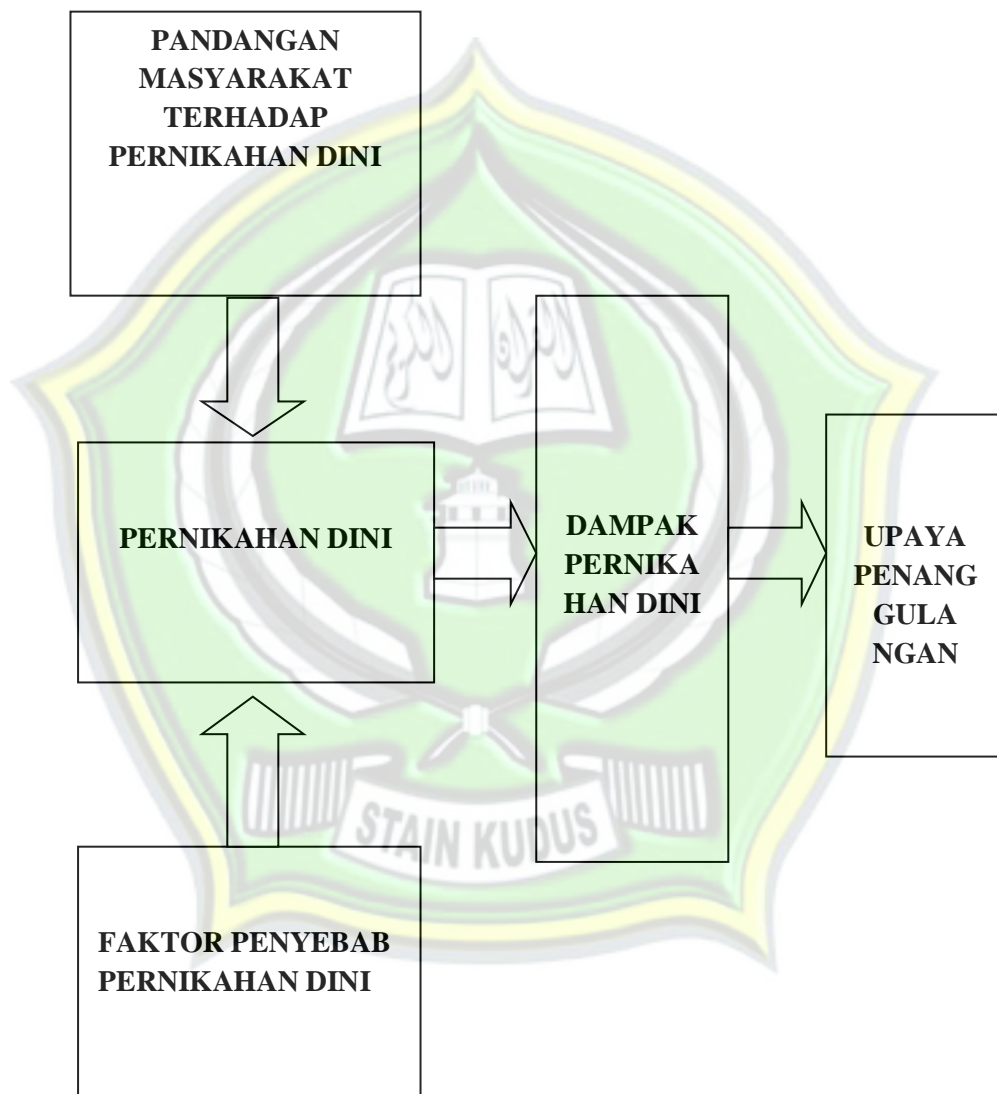 PANDANGAN
MASYARAKAT
TERHADAP
PERNIKAHAN DINI
PERNIKAHAN DINI
DAMPAK
PERNIKA
HAN DINI
UPAYA
PENANG
GULA
NGAN
STAIN KUDUS
FAKTOR PENYEBAB
PERNIKAHAN DINI